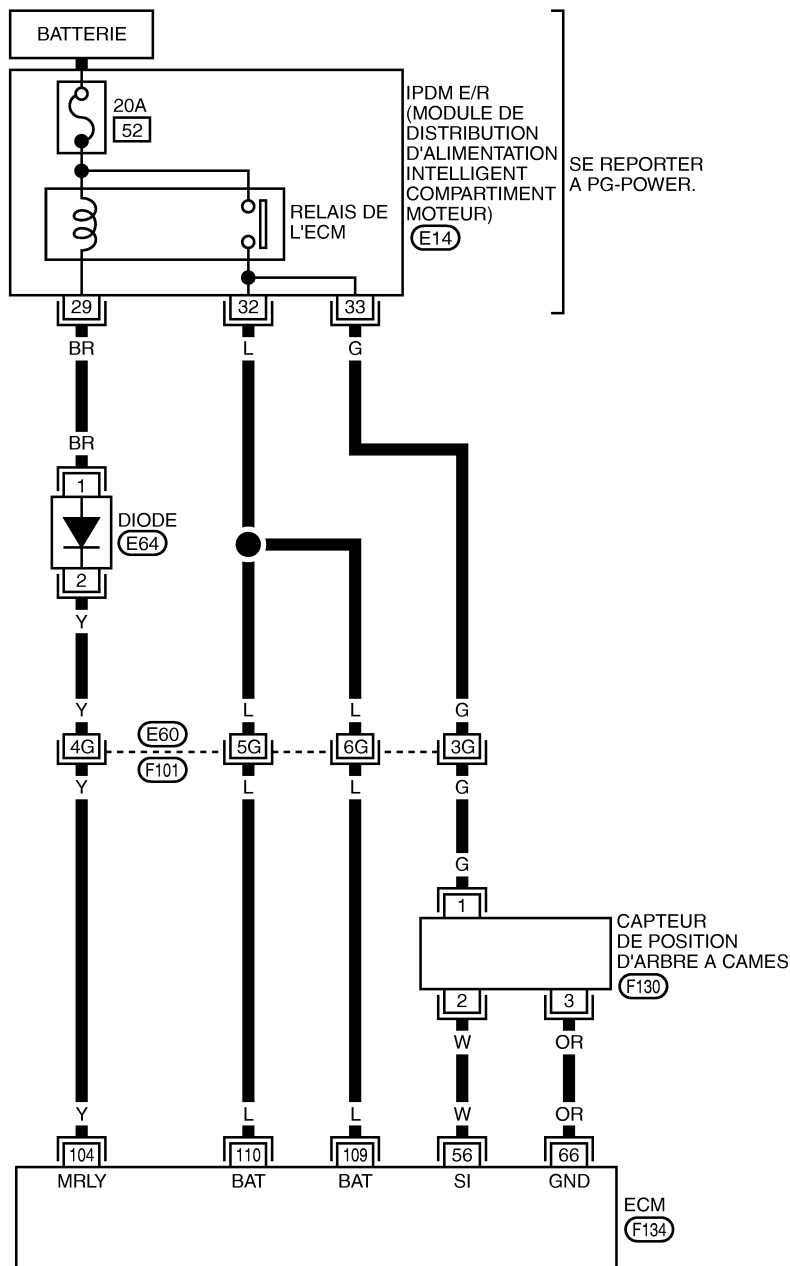 BATTERIE
20A
52
IPDM E/R
(MODULE DE
DISTRIBUTION
D'ALIMENTATION
INTELLIGENT
COMPARTIMENT
MOTEUR)
E14
SE REPORTER
A PG-POWER.
RELAIS DE
L'ECM
29 32 33
BR L G
BR
1
DIODE
E64
2
Y
Y L L G
4G E60 5G 6G 3G
F101
Y L L G
G
1
CAPTEUR
DE POSITION
D'ARBRE A CAMES
F130
2 3
W OR
Y L L W OR
104 110 109 56 66
MRLY BAT BAT SI GND
ECM
F134